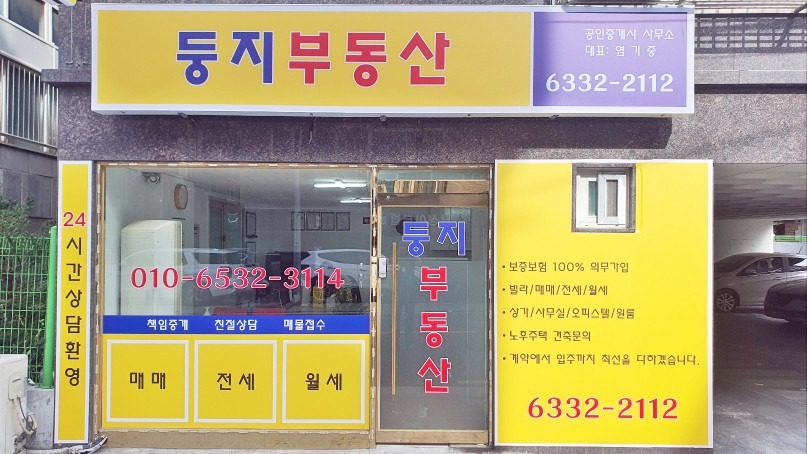 둥지부동산
공인중개사 사무소
대표: 염 기 중
6332-2112
24시간상담환영
010-6532-3114
책임중개 친절상담 매물접수
매매 전세 월세
둥지
부동산
• 보증보험 100% 의무가입
• 빌라/매매/전세/월세
• 상가/사무실/오피스텔/원룸
• 노후주택 건축문의
• 계약에서 입주까지 최선을 다하겠습니다.
6332-2112